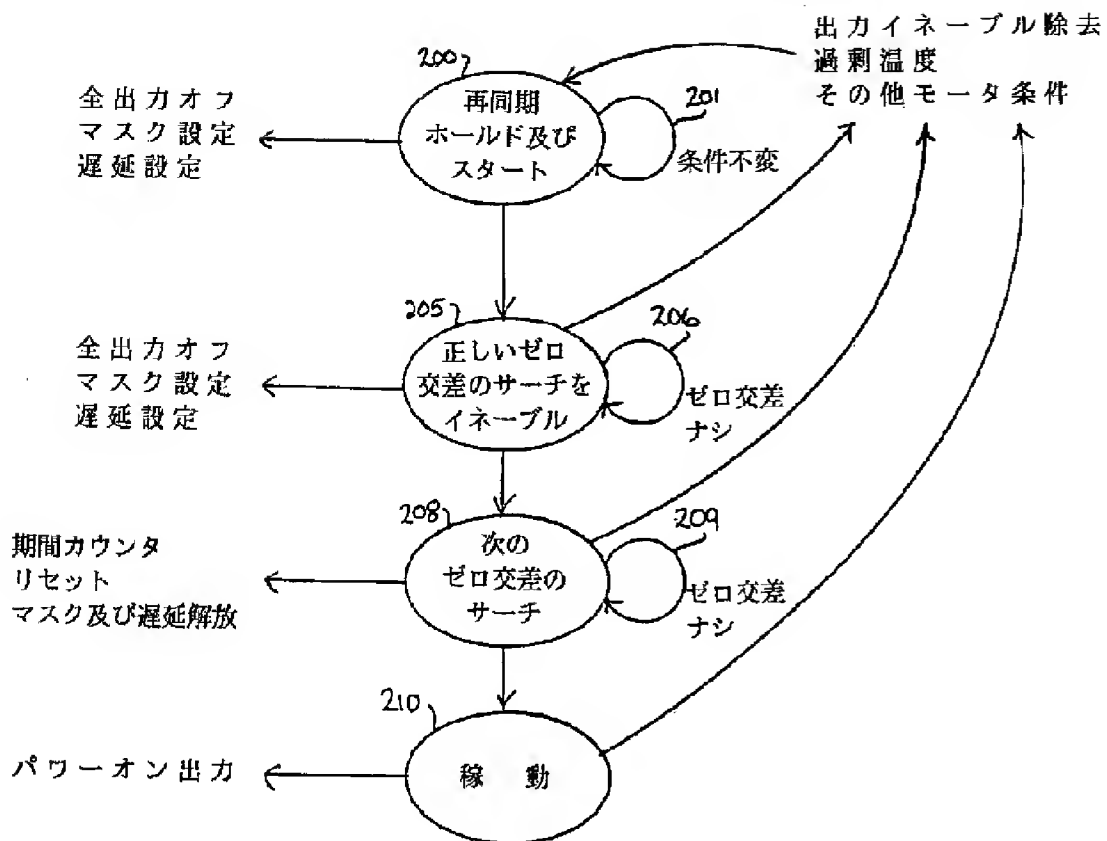 出力イネーブル除去
過剰温度
その他モータ条件
200
再同期
ホールド及び
スタート
201
条件不変
全出力オフ
マスク設定
遅延設定
205
正しいゼロ
交差のサーチを
イネーブル
206
ゼロ交差
ナシ
全出力オフ
マスク設定
遅延設定
208
次の
ゼロ交差の
サーチ
209
ゼロ交差
ナシ
期間カウンタ
リセット
マスク及び遅延解放
210
稼動
パワーオン出力